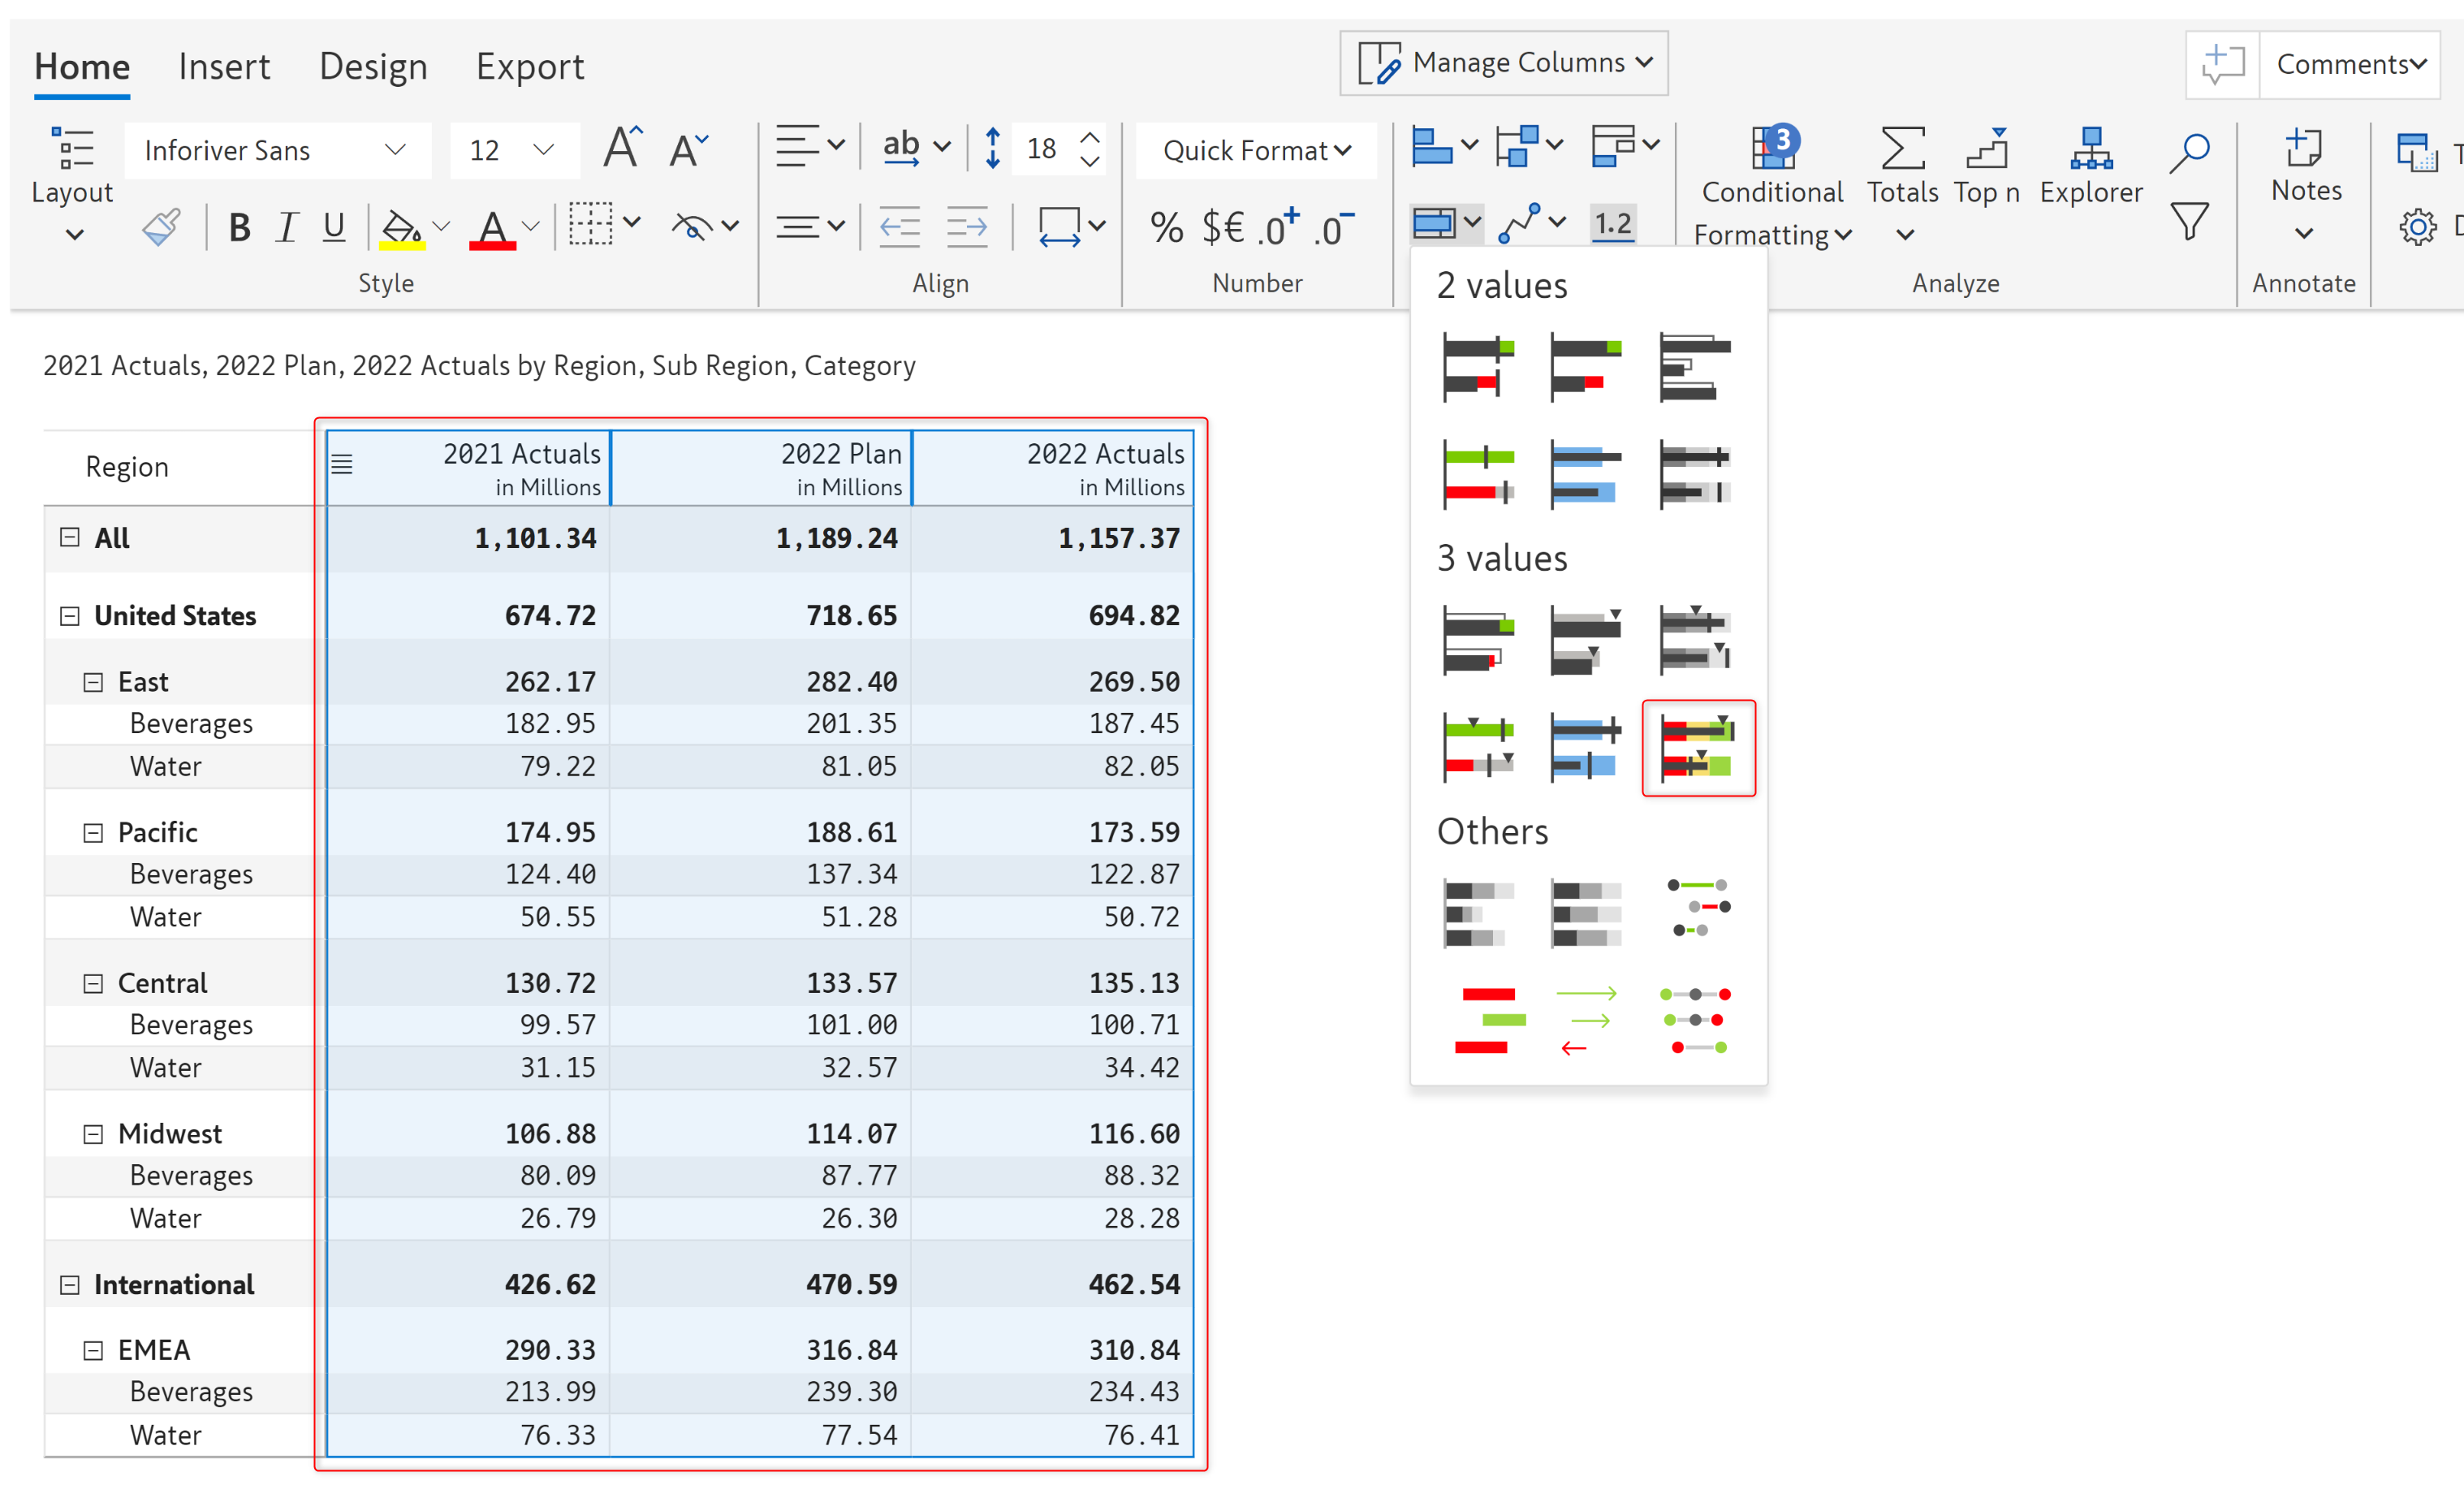 Home Insert Design Export Manage Columns Comments
Inforiver Sans 12 A A ab 18 Quick Format 3
Layout Conditional Formatting Totals Top n Explorer Notes
B I U A % $€ .0+ .0- 1.2
Style Align Number Analyze Annotate
2 values
3 values
Others
2021 Actuals, 2022 Plan, 2022 Actuals by Region, Sub Region, Category
Region 2021 Actuals 2022 Plan 2022 Actuals
in Millions in Millions in Millions
All 1,101.34 1,189.24 1,157.37
United States 674.72 718.65 694.82
East 262.17 282.40 269.50
Beverages 182.95 201.35 187.45
Water 79.22 81.05 82.05
Pacific 174.95 188.61 173.59
Beverages 124.40 137.34 122.87
Water 50.55 51.28 50.72
Central 130.72 133.57 135.13
Beverages 99.57 101.00 100.71
Water 31.15 32.57 34.42
Midwest 106.88 114.07 116.60
Beverages 80.09 87.77 88.32
Water 26.79 26.30 28.28
International 426.62 470.59 462.54
EMEA 290.33 316.84 310.84
Beverages 213.99 239.30 234.43
Water 76.33 77.54 76.41